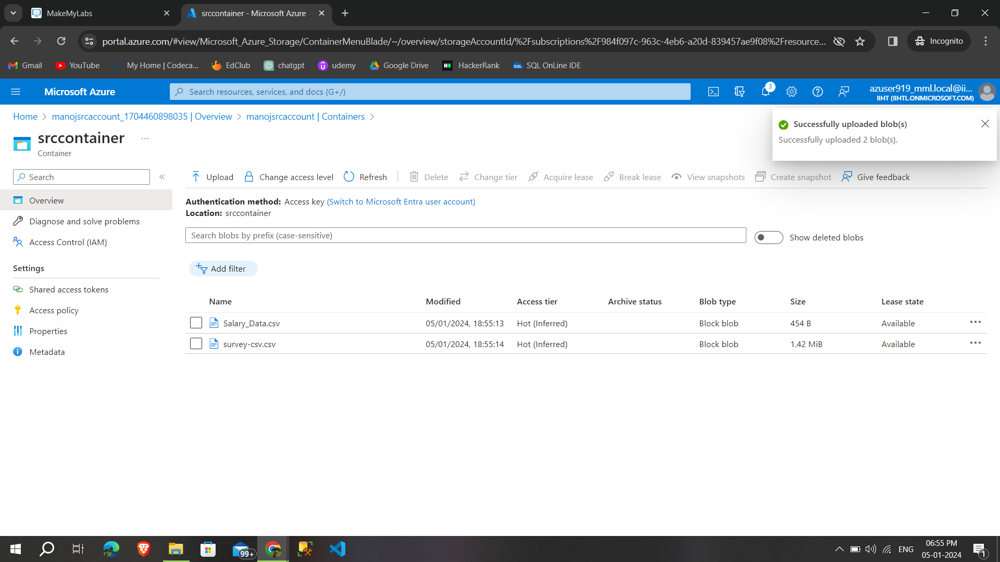 MakeMyLabs
srccontainer - Microsoft Azure
portal.azure.com/#view/Microsoft_Azure_Storage/ContainerMenuBlade/~/overview/storageAccountId/%2Fsubscriptions%2F984f097c-963c-4eb6-a20d-839457ae9f08%2Fresource...
Incognito
Gmail
YouTube
My Home | Codeca...
EdClub
chatgpt
udemy
Google Drive
HackerRank
SQL OnLine IDE
Microsoft Azure
Search resources, services, and docs (G+/)
3
azuser919_mml.local@ii...
IIHT (IIHTL.ONMICROSOFT.COM)
Home > manojsrcaccount_1704460898035 | Overview > manojsrcaccount | Containers >
srccontainer ...
Container
Successfully uploaded blob(s)
Successfully uploaded 2 blob(s).
Search
«
Upload
Change access level
Refresh
Delete
Change tier
Acquire lease
Break lease
View snapshots
Create snapshot
Give feedback
Overview
Diagnose and solve problems
Access Control (IAM)
Settings
Shared access tokens
Access policy
Properties
Metadata
Authentication method: Access key (Switch to Microsoft Entra user account)
Location: srccontainer
Search blobs by prefix (case-sensitive)
Show deleted blobs
Add filter
Name Modified Access tier Archive status Blob type Size Lease state
Salary_Data.csv 05/01/2024, 18:55:13 Hot (Inferred) Block blob 454 B Available ...
survey-csv.csv 05/01/2024, 18:55:14 Hot (Inferred) Block blob 1.42 MiB Available ...
99+
ENG
06:55 PM
05-01-2024
1